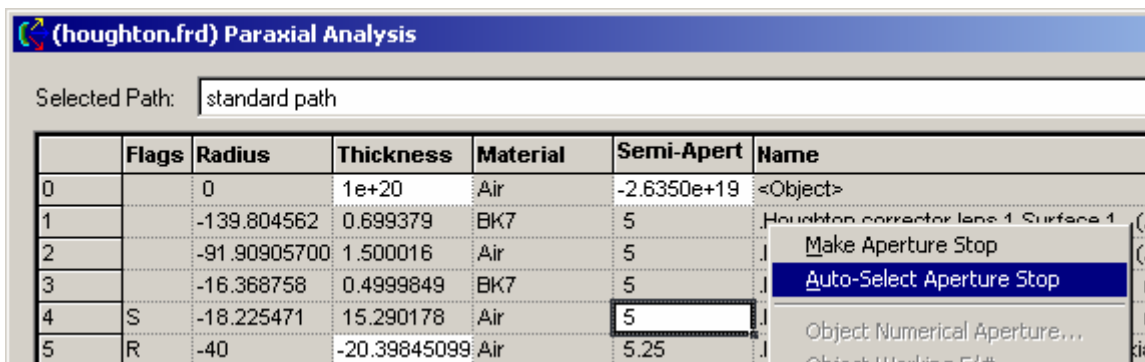 (houghton.frd) Paraxial Analysis
Selected Path: standard path
Flags Radius Thickness Material Semi-Apert Name
0 0 1e+20 Air -2.6350e+19 <Object>
1 -139.804562 0.699379 BK7 5 .Houghton corrector lens 1.Surface 1 (
2 -91.90905700 1.500016 Air 5 .
Make Aperture Stop
3 -16.368758 0.4999849 BK7 5 .
Auto-Select Aperture Stop
4 S -18.225471 15.290178 Air 5
Object Numerical Aperture...
5 R -40 -20.39845099 Air 5.25 .